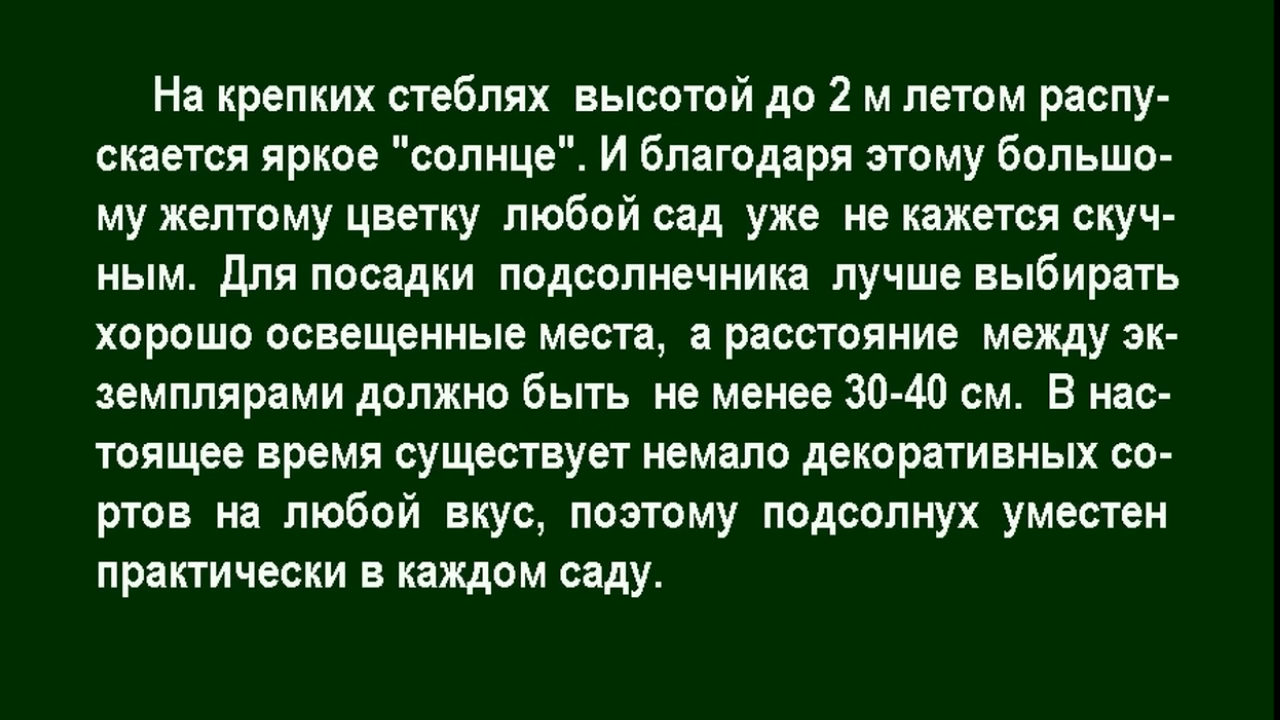 На крепких стеблях высотой до 2 м летом распу-
скается яркое "солнце". И благодаря этому большо-
му желтому цветку любой сад уже не кажется скуч-
ным. Для посадки подсолнечника лучше выбирать
хорошо освещенные места, а расстояние между эк-
земплярами должно быть не менее 30-40 см. В нас-
тоящее время существует немало декоративных со-
ртов на любой вкус, поэтому подсолнух уместен
практически в каждом саду.